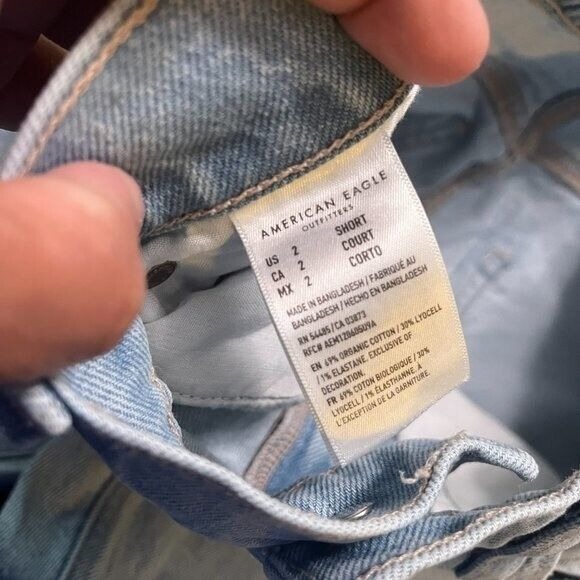 AMERICAN EAGLE
OUTFITTERS
US 2 SHORT
CA 2 COURT
MX 2 CORTO
MADE IN BANGLADESH / FABRIQUÉ AU
BANGLADESH / HECHO EN BANGLADESH
RN 54485/CA 03873
RFC# AEM120605U9A
EN 69% ORGANIC COTTON / 30% LYOCELL
/ 1% ELASTANE. EXCLUSIVE OF
DECORATION.
FR 69% COTON BIOLOGIQUE / 30%
LYOCELL / 1% ELASTHANNE. À
L'EXCEPTION DE LA GARNITURE.